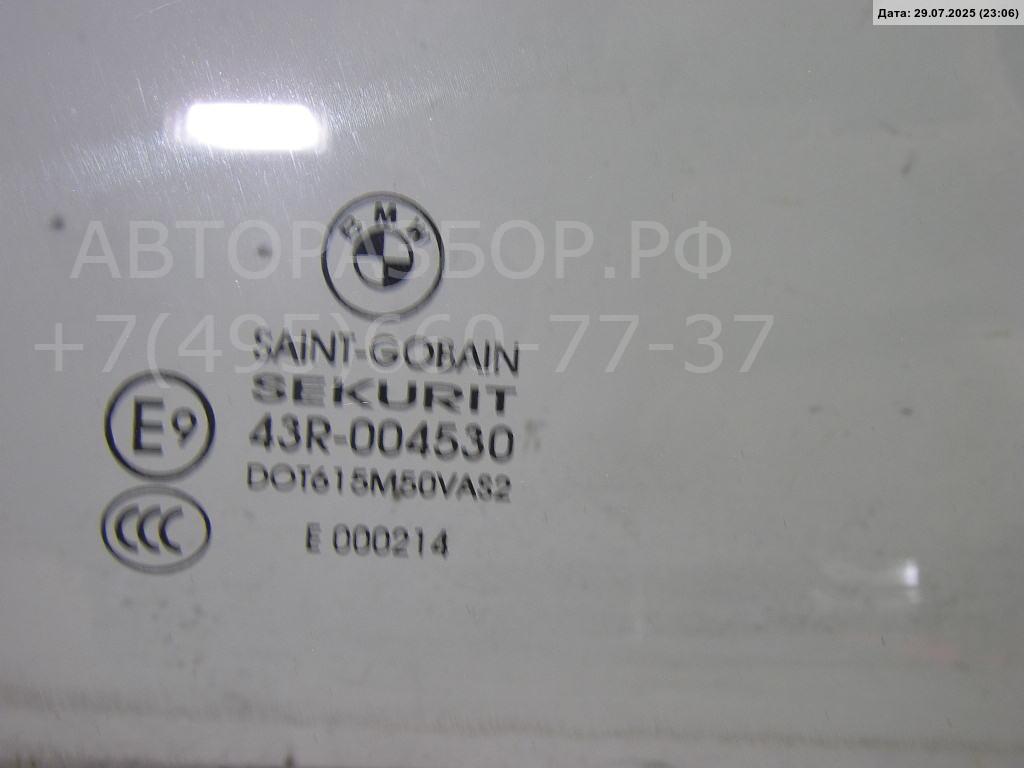 Дата: 29.07.2025 (23:06)
BMW
АВТОРАЗБОР.РФ
+7(495)660-77-37
SAINT-GOBAIN
SEKURIT
E9
43R-004530
DOT615M50VAS2
CCC
E 000214